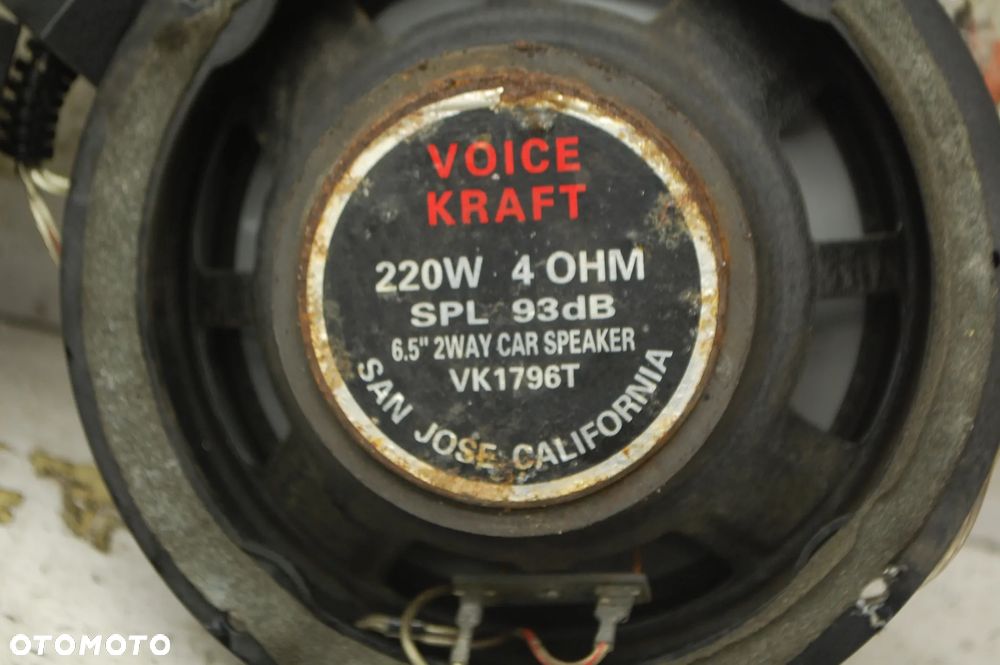 VOICE
KRAFT
220W 4 OHM
SPL 93dB
6.5" 2WAY CAR SPEAKER
VK1796T
SAN JOSE CALIFORNIA
OTOMOTO